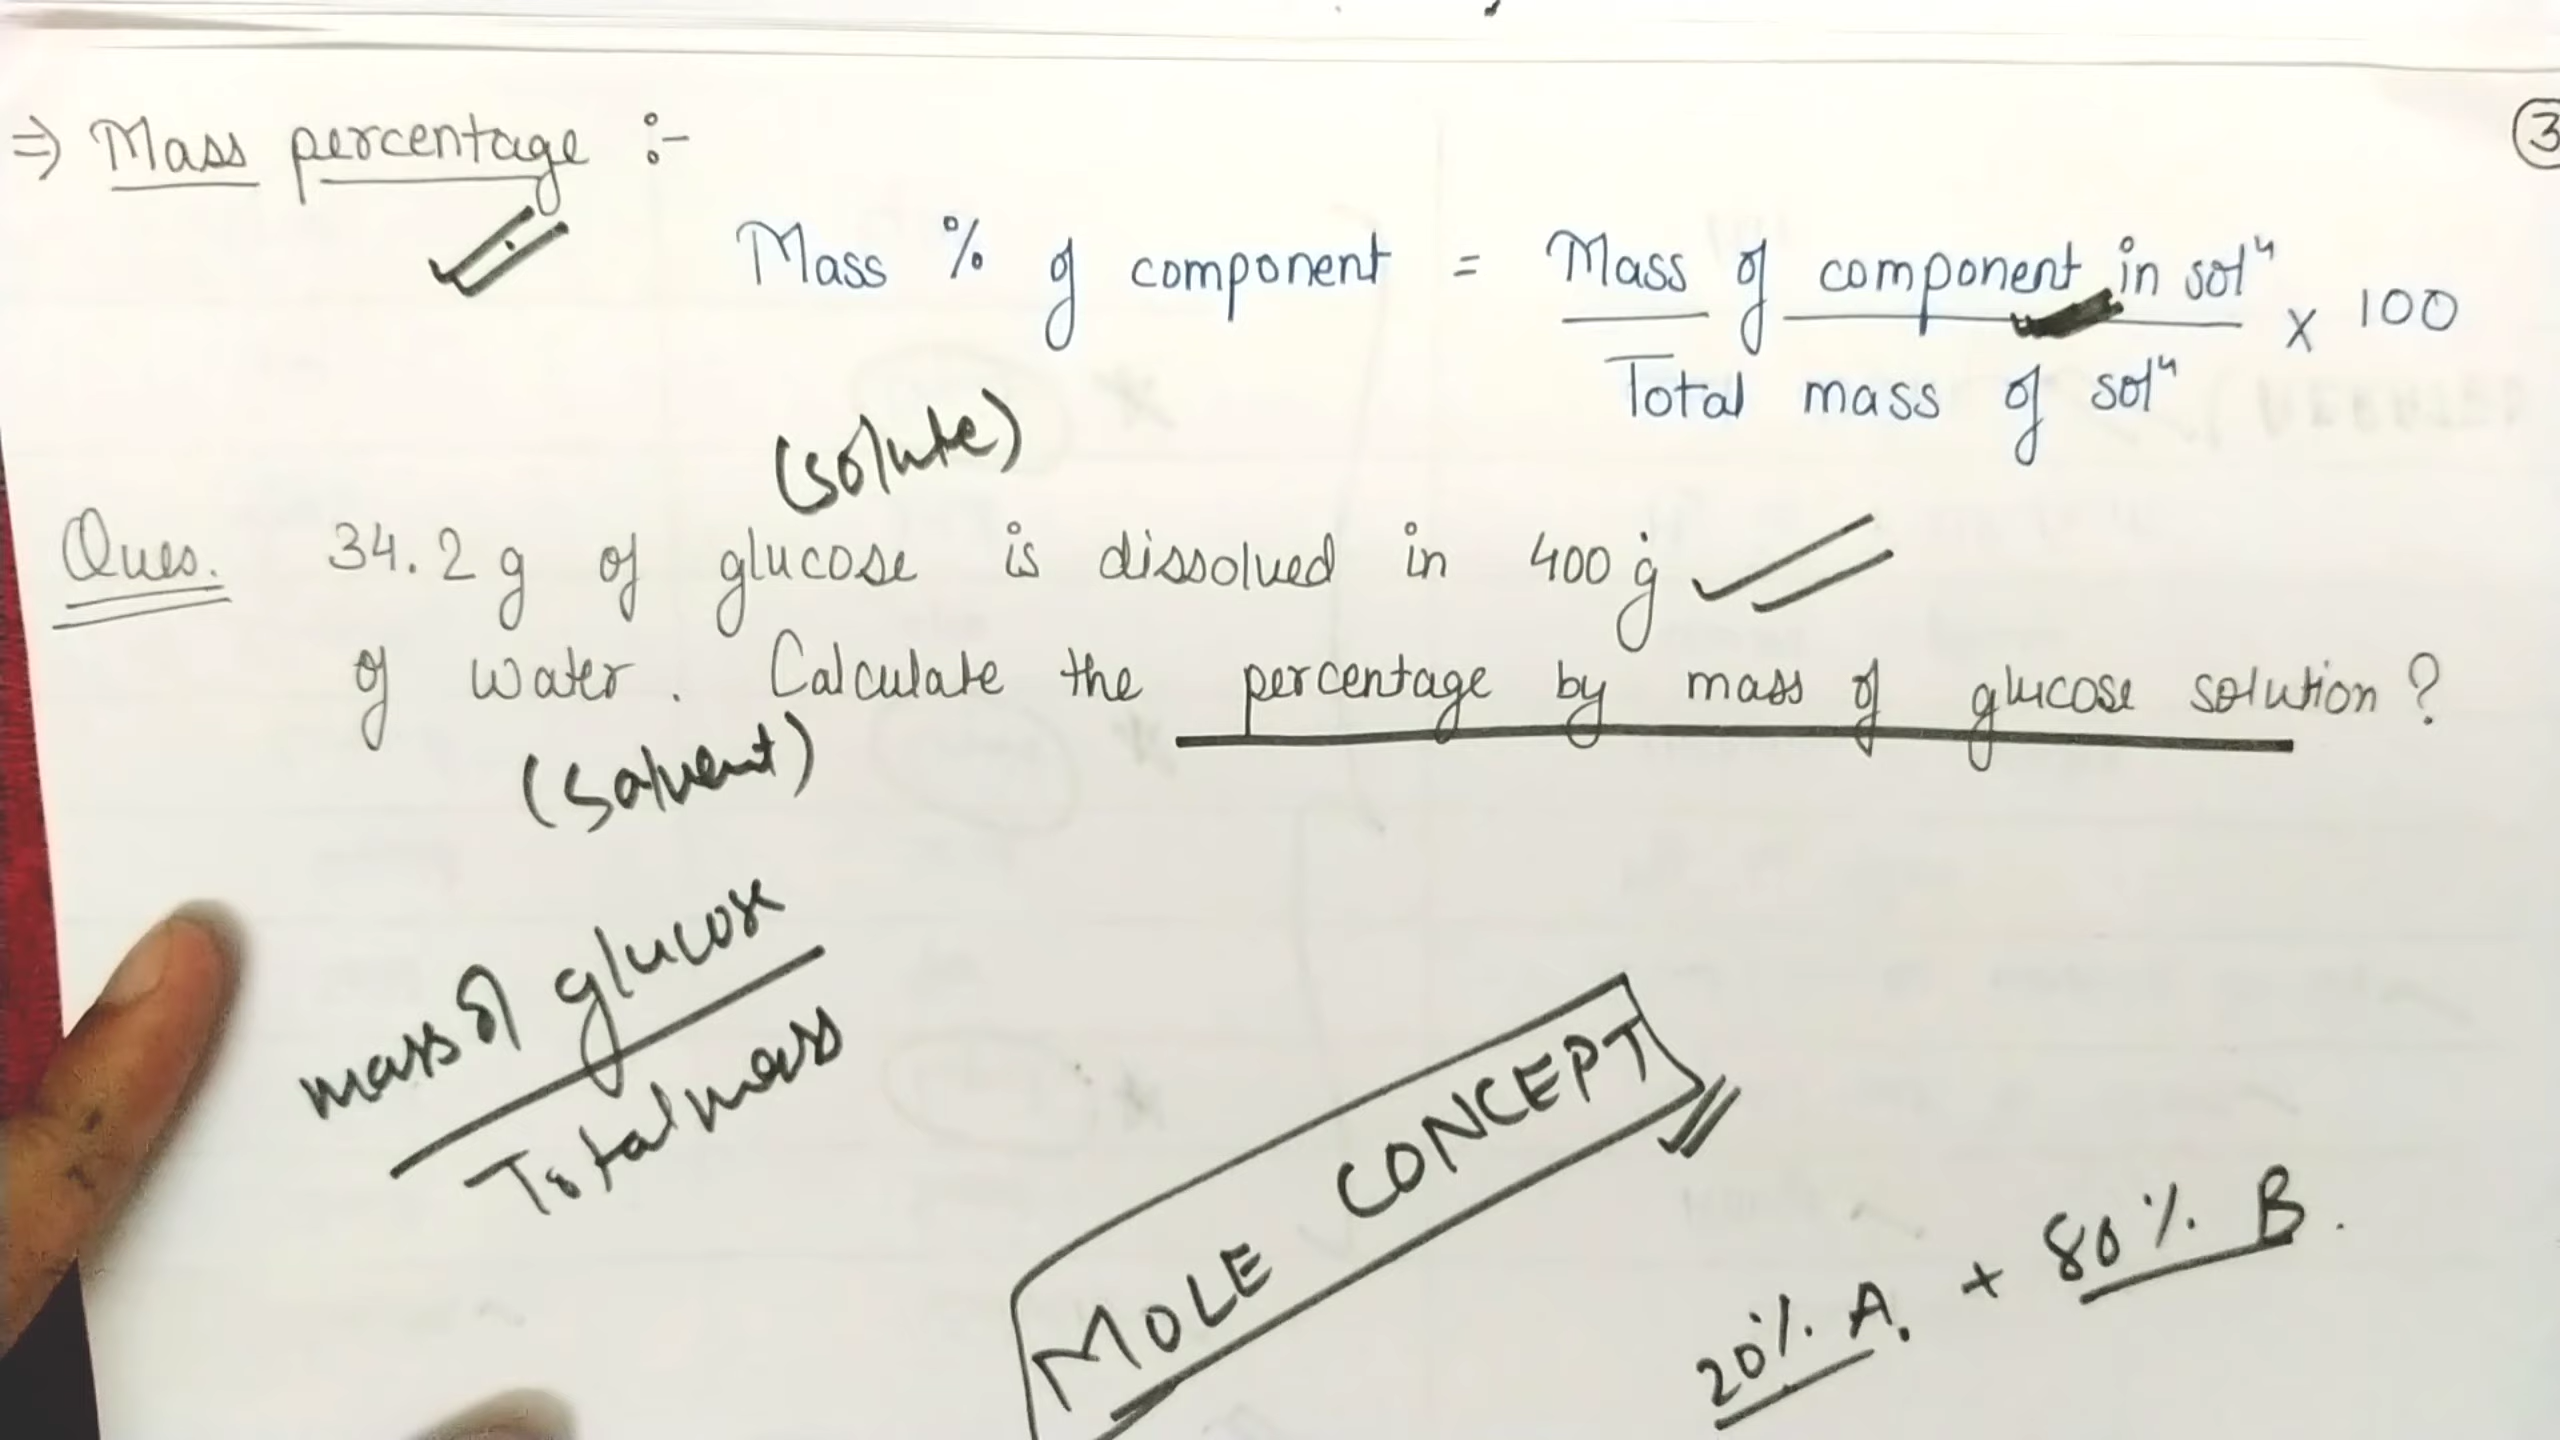 ③
⇒ Mass percentage :-
Mass % of component = Mass of component in solⁿ / Total mass of solⁿ × 100
(solute)
Ques. 34.2 g of glucose is dissolved in 400 g
of water. Calculate the percentage by mass of glucose solution ?
(Solvent)
mass of glucose
Total mass
MOLE CONCEPT
20% A. + 80% B.